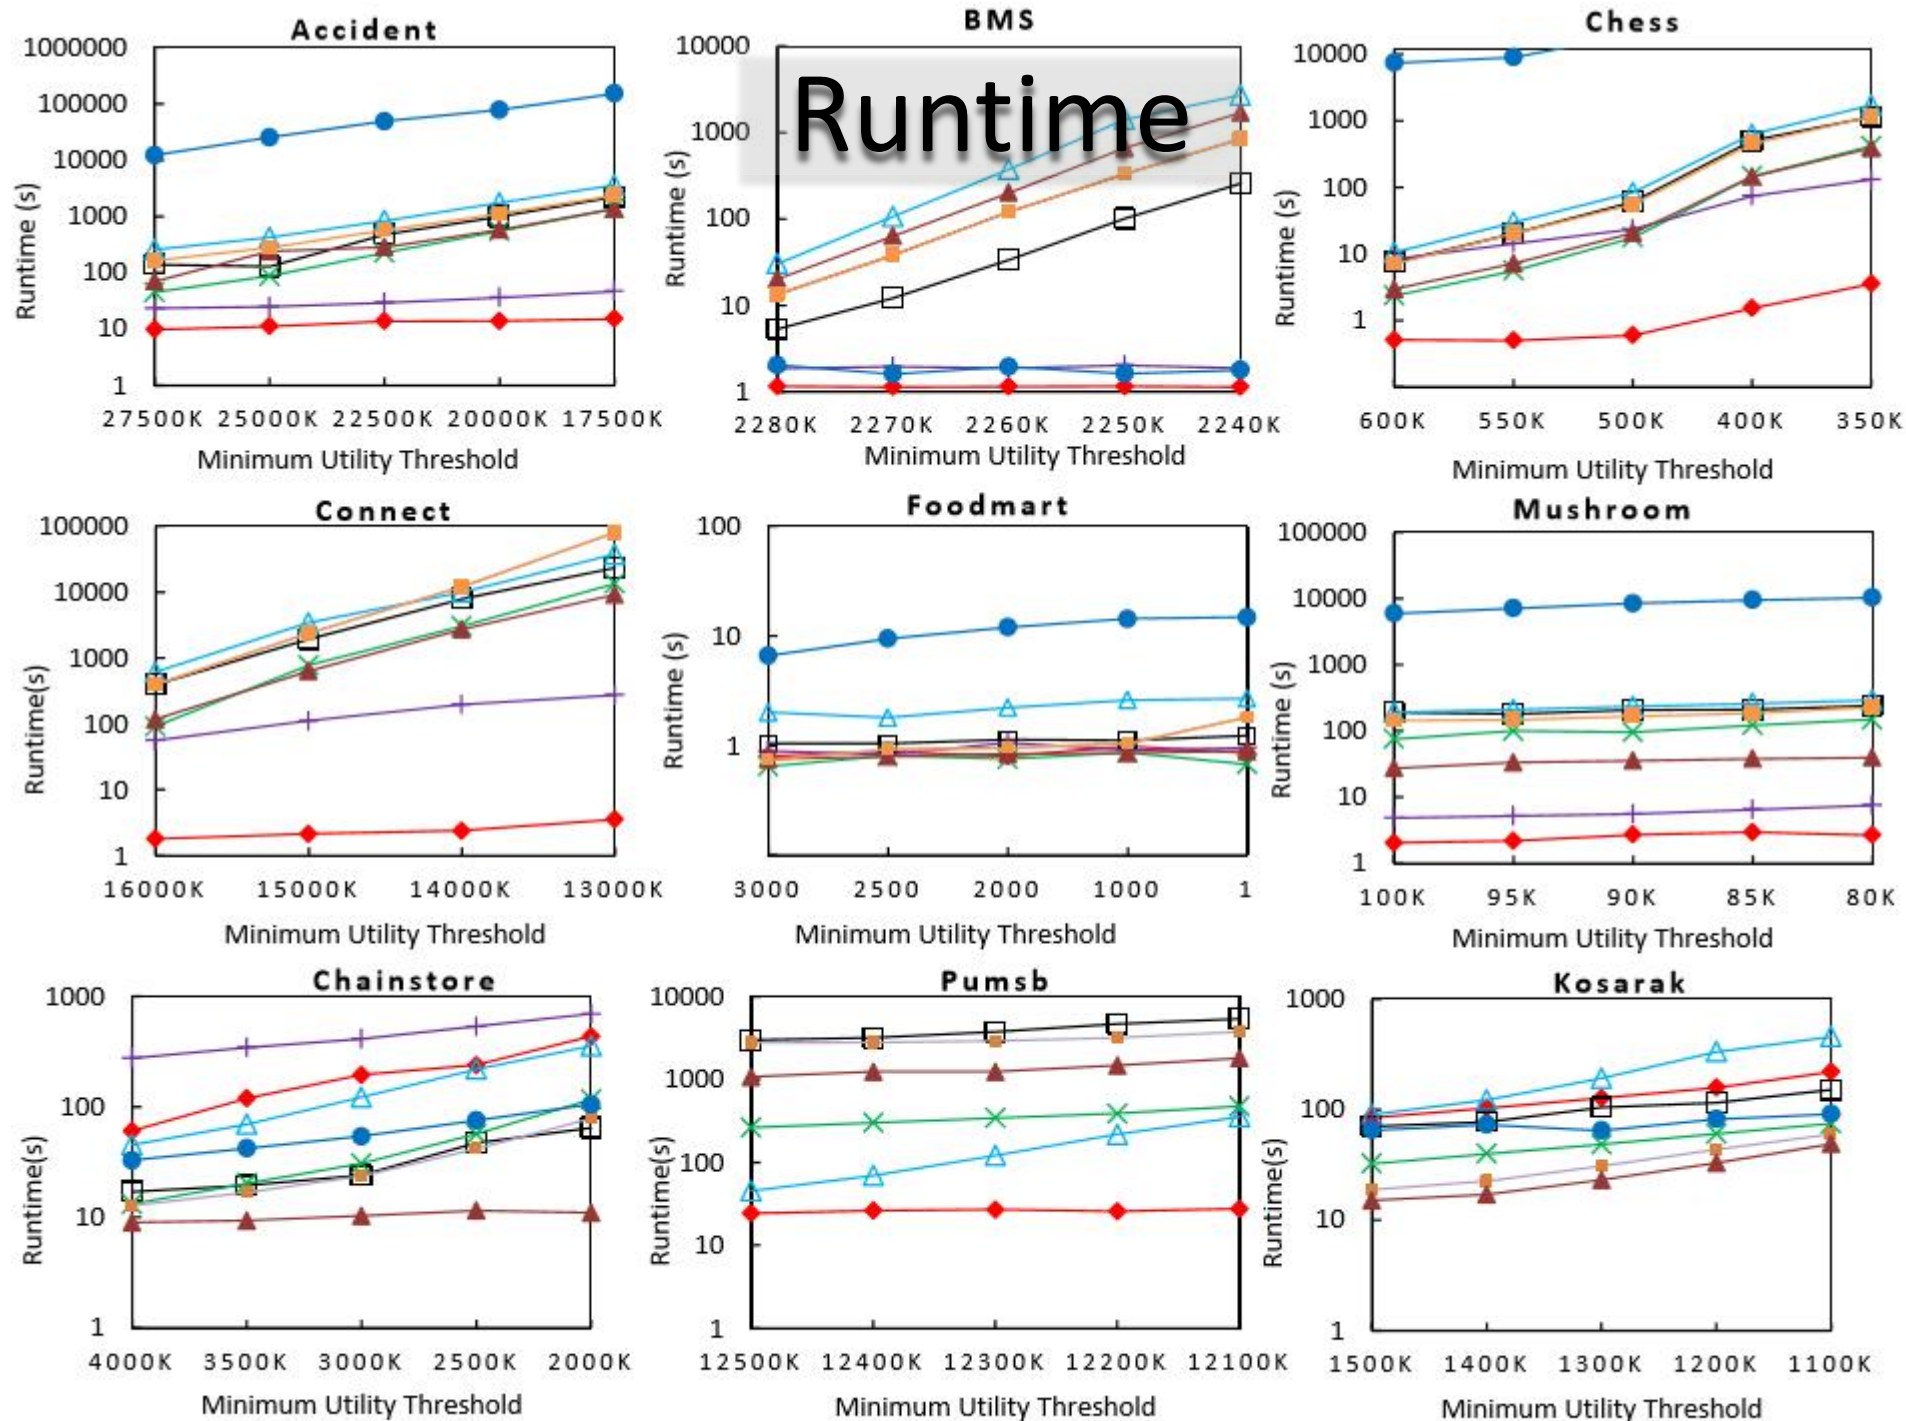 Runtime
Accident
1000000
100000
10000
1000
100
10
1
Runtime (s)
27500K 25000K 22500K 20000K 17500K
Minimum Utility Threshold
BMS
10000
1000
100
10
1
Runtime (s)
2280K 2270K 2260K 2250K 2240K
Minimum Utility Threshold
Chess
10000
1000
100
10
1
Runtime (s)
600K 550K 500K 400K 350K
Minimum Utility Threshold
Connect
100000
10000
1000
100
10
1
Runtime(s)
16000K 15000K 14000K 13000K
Minimum Utility Threshold
Foodmart
100
10
1
Runtime (s)
3000 2500 2000 1000 1
Minimum Utility Threshold
Mushroom
100000
10000
1000
100
10
1
Runtime (s)
100K 95K 90K 85K 80K
Minimum Utility Threshold
Chainstore
1000
100
10
1
Runtime(s)
4000K 3500K 3000K 2500K 2000K
Minimum Utility Threshold
Pumsb
10000
1000
100
10
1
Runtime(s)
12500K 12400K 12300K 12200K 12100K
Minimum Utility Threshold
Kosarak
1000
100
10
1
Runtime(s)
1500K 1400K 1300K 1200K 1100K
Minimum Utility Threshold